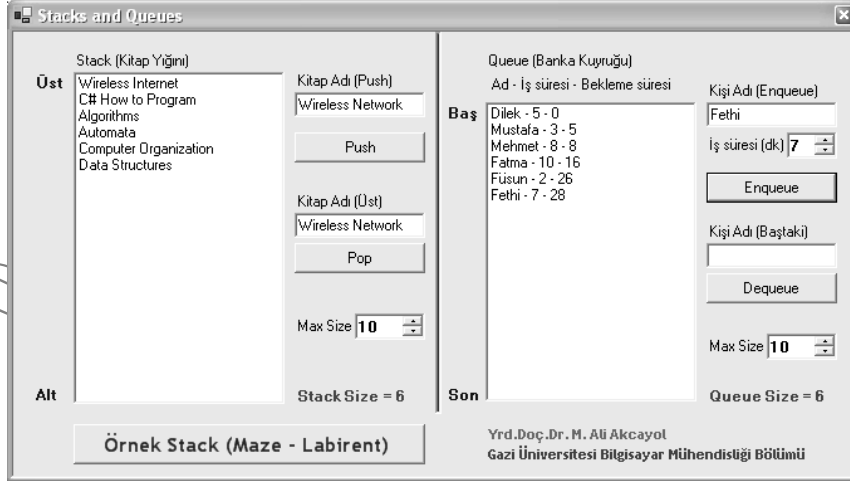 Stacks and Queues
Stack (Kitap Yığını)
Üst
Wireless Internet
C# How to Program
Algorithms
Automata
Computer Organization
Data Structures
Alt
Kitap Adı (Push)
Wireless Network
Push
Kitap Adı (Üst)
Wireless Network
Pop
Max Size 10
Stack Size = 6
Örnek Stack (Maze - Labirent)
Queue (Banka Kuyruğu)
Ad - İş süresi - Bekleme süresi
Baş
Dilek - 5 - 0
Mustafa - 3 - 5
Mehmet - 8 - 8
Fatma - 10 - 16
Füsun - 2 - 26
Fethi - 7 - 28
Son
Kişi Adı (Enqueue)
Fethi
İş süresi (dk) 7
Enqueue
Kişi Adı (Baştaki)
Dequeue
Max Size 10
Queue Size = 6
Yrd.Doç.Dr. M. Ali Akcayol
Gazi Üniversitesi Bilgisayar Mühendisliği Bölümü